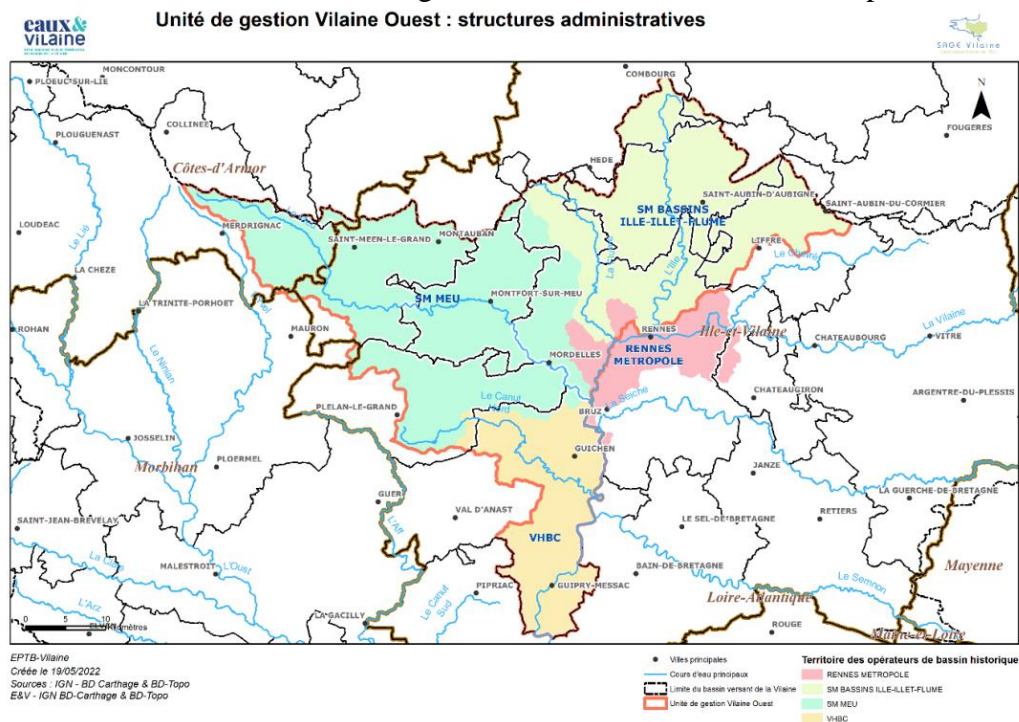 Unité de gestion Vilaine Ouest : structures administratives
eaux&
VILAINE
SAGE Vilaine
MONCONTOUR
PLOEUC-SUR-LIE
COMBOURG
N
COLLINEE
PLOUGUENAST
FOUGERES
HEDE
Côtes-d'Armor
SAINT-AUBIN-D'AUBIGNE
SM BASSINS
ILLE-ILLET-FLUME
SAINT-AUBIN-DU-CORMIER
LOUDEAC
Le Lié
MERDRIGNAC
SAINT-MEEN-LE-GRAND
MONTAUBAN
LIFFRE
L'Ille
LA CHEZE
LA TRINITE-PORHOET
SM MEU
MONTFORT-SUR-MEU
ROHAN
MAURON
RENNES
Ille-et-Vilaine
La Vilaine
CHATEAUBOURG
VITRE
RENNES
METROPOLE
MORDELLES
Le Ninian
CHATEAUGIRON
ARGENTRE-DU-PLESSIS
Le Canut
Nord
La Seiche
PLELAN-LE-GRAND
BRUZ
JOSSELIN
GUICHEN
Morbihan
PLOERMEL
JANZE
GUER
LA GUERCHE-DE-BRETAGNE
RETIERS
VAL D'ANAST
SAINT-JEAN-BREVELAY
L'Aff
LE SEL-DE-BRETAGNE
VHBC
MALESTROIT
L'Oust
BAIN-DE-BRETAGNE
Mayenne
GUIPRY-MESSAC
PIPRIAC
Le Canut
Sud
Le Semnon
L'Arz
Loire-Atlantique
LA GACILLY
ROUGE
Maine-et-Loire
0 5 10
Kilomètres
EPTB-Vilaine
Créée le 19/05/2022
Sources : IGN - BD Carthage & BD-Topo
E&V - IGN BD-Carthage & BD-Topo
Villes principales
Cours d'eau principaux
Limite du bassin versant de la Vilaine
Unité de gestion Vilaine Ouest
Territoire des opérateurs de bassin historique
RENNES METROPOLE
SM BASSINS ILLE-ILLET-FLUME
SM MEU
VHBC